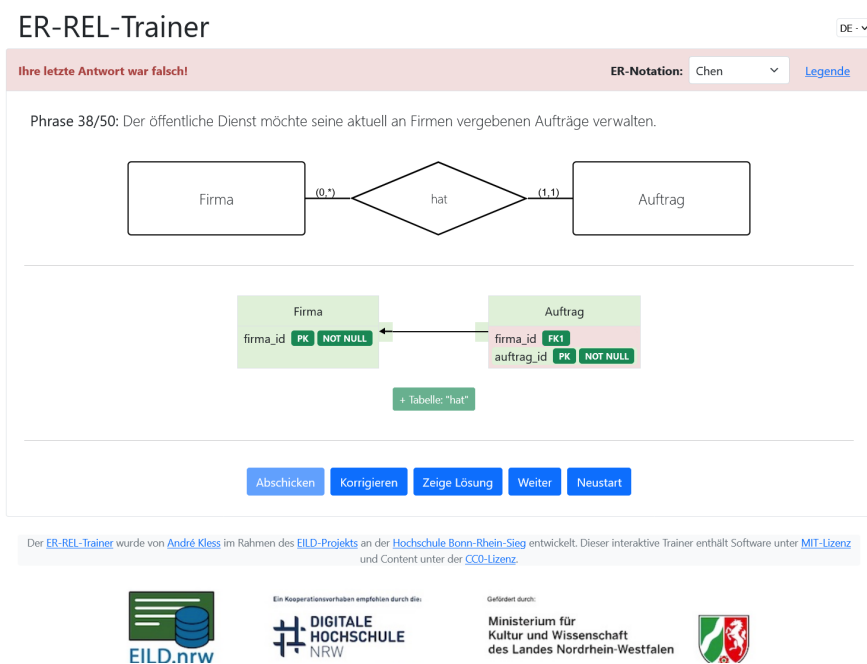 ER-REL-Trainer
DE -
Ihre letzte Antwort war falsch!
ER-Notation: Chen Legende
Phrase 38/50: Der öffentliche Dienst möchte seine aktuell an Firmen vergebenen Aufträge verwalten.
Firma (0,*) hat (1,1) Auftrag
Firma Auftrag
firma_id PK NOT NULL firma_id FK1
auftrag_id PK NOT NULL
+ Tabelle: "hat"
Abschicken Korrigieren Zeige Lösung Weiter Neustart
Der ER-REL-Trainer wurde von André Kless im Rahmen des EILD-Projekts an der Hochschule Bonn-Rhein-Sieg entwickelt. Dieser interaktive Trainer enthält Software unter MIT-Lizenz
und Content unter der CC0-Lizenz.
Ein Kooperationsvorhaben empfohlen durch die: Gefördert durch:
DIGITALE
HOCHSCHULE
NRW
Ministerium für
Kultur und Wissenschaft
des Landes Nordrhein-Westfalen
EILD.nrw